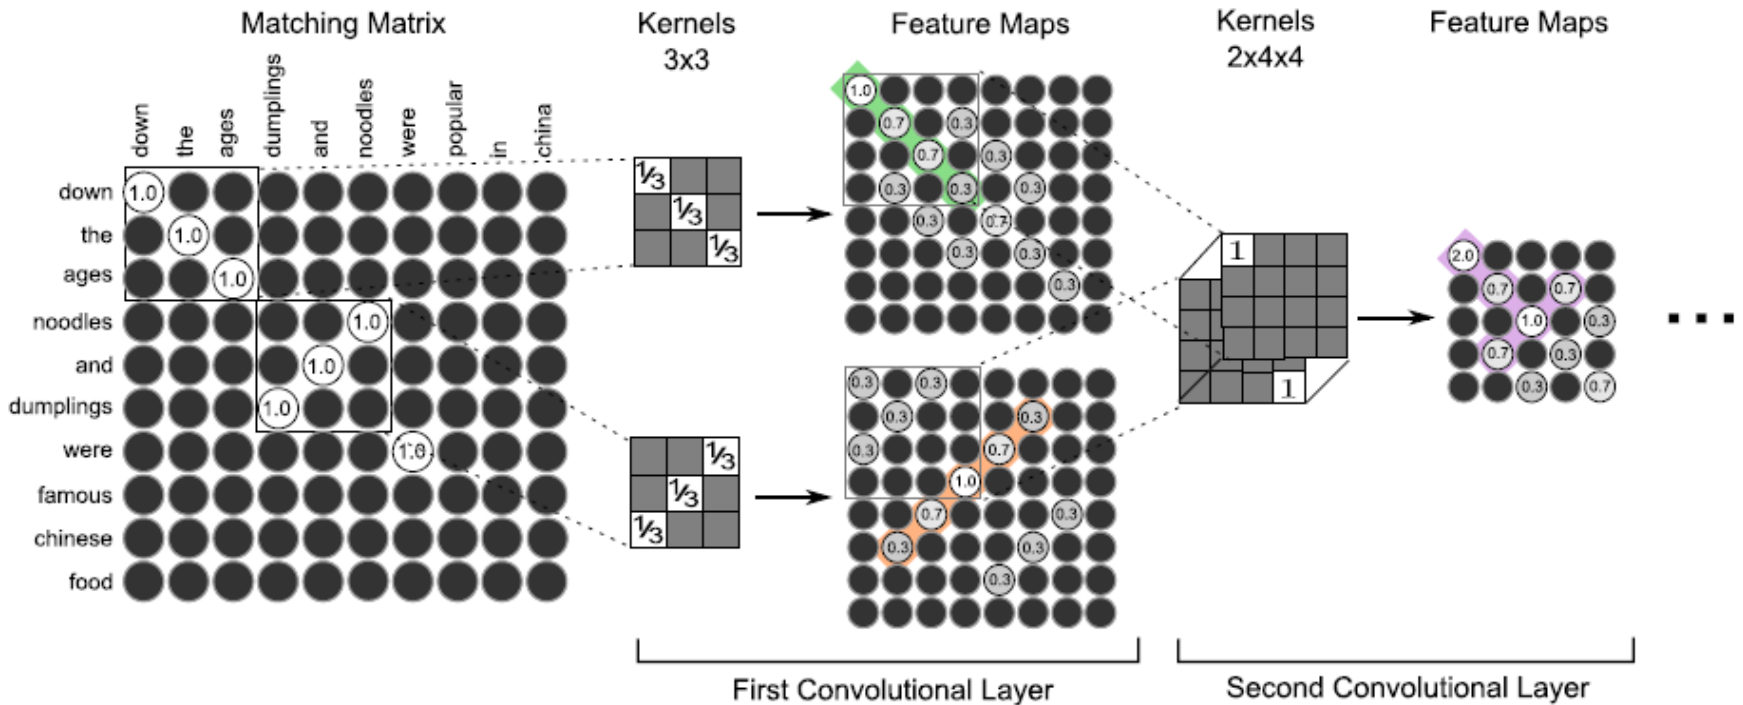 Matching Matrix
Kernels
3x3
Feature Maps
Kernels
2x4x4
Feature Maps
down
the
ages
dumplings
and
noodles
were
popular
in
china
down
1.0
the
1.0
ages
1.0
noodles
1.0
and
1.0
dumplings
1.0
were
1.0
famous
chinese
food
1/3
1/3
1/3
1/3
1/3
1/3
1.0
0.7 0.3
0.7 0.3
0.3 0.3 0.3
0.3 0.7
0.3 0.3
0.3
0.3 0.3
0.3 0.3
0.3 0.7
1.0
0.7 0.3
0.3 0.3
0.3
1
1
2.0
0.7 0.7
1.0 0.3
0.7 0.3
0.3 0.7
...
First Convolutional Layer
Second Convolutional Layer